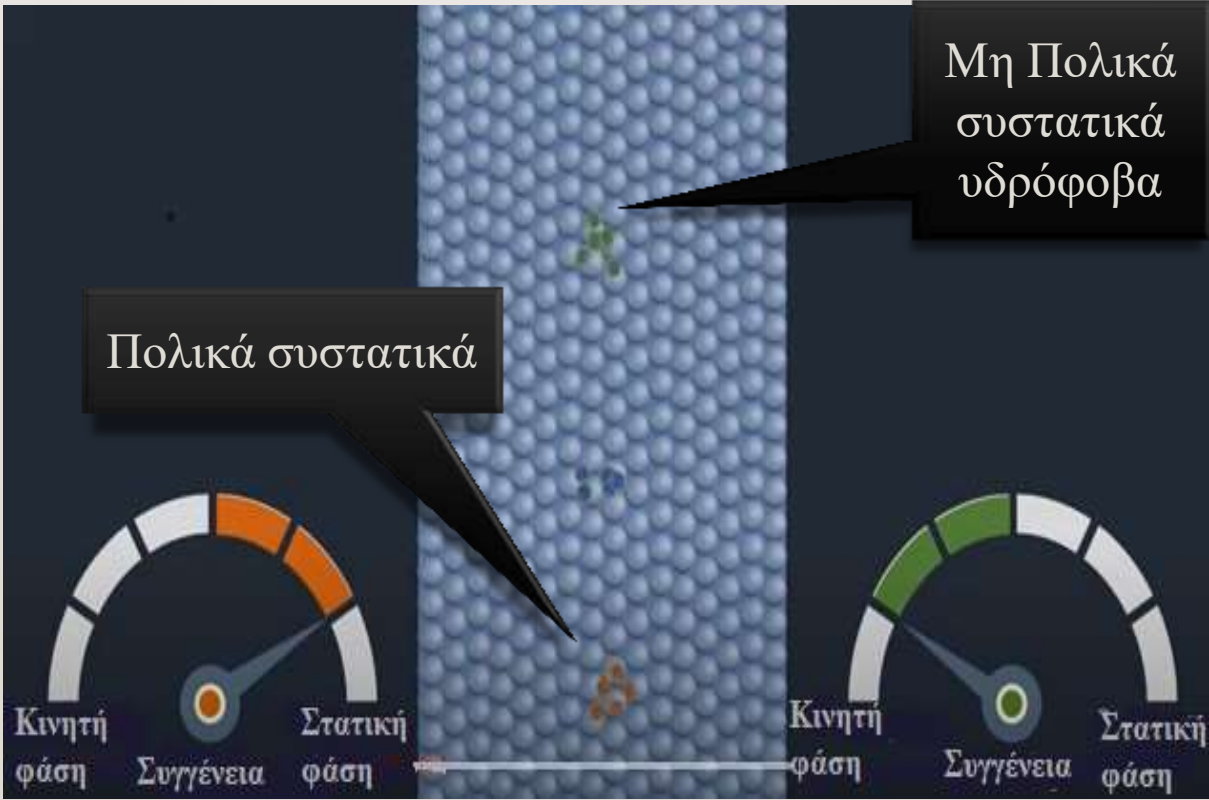 Μη Πολικά
συστατικά
υδρόφοβα
Πολικά συστατικά
Κινητή
φάση
Συγγένεια
Στατική
φάση
Κινητή
φάση
Συγγένεια
Στατική
φάση